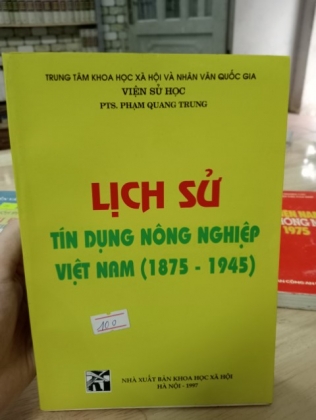 TRUNG TÂM KHOA HỌC XÃ HỘI VÀ NHÂN VĂN QUỐC GIA
VIỆN SỬ HỌC
PTS. PHẠM QUANG TRUNG
LỊCH SỬ
TÍN DỤNG NÔNG NGHIỆP
VIỆT NAM (1875 - 1945)
102
NHÀ XUẤT BẢN KHOA HỌC XÃ HỘI
HÀ NỘI - 1997
1975